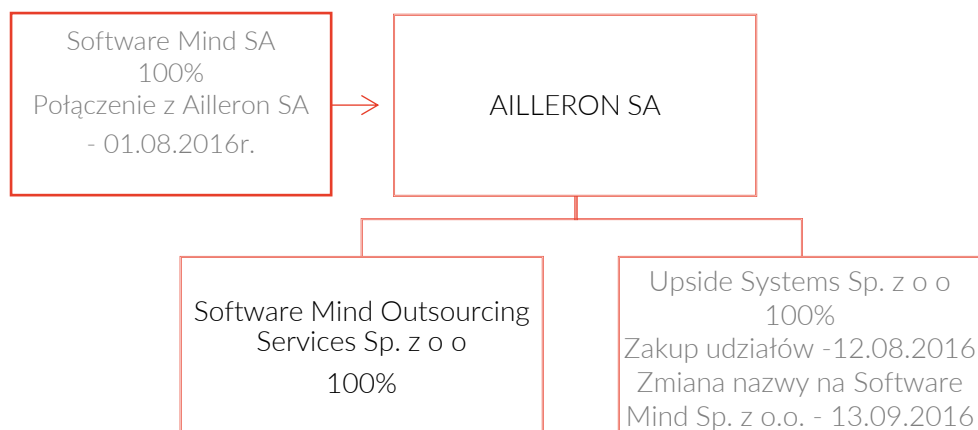 Software Mind SA
100%
Połączenie z Ailleron SA
- 01.08.2016r.
AILLERON SA
Software Mind Outsourcing
Services Sp. z o o
100%
Upside Systems Sp. z o o
100%
Zakup udziałów -12.08.2016
Zmiana nazwy na Software
Mind Sp. z o.o. - 13.09.2016